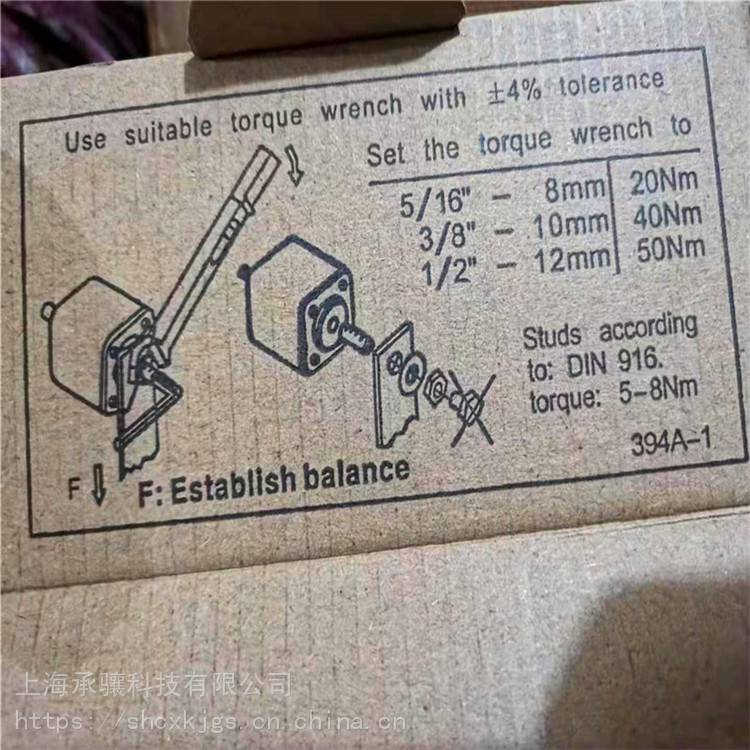 Use suitable torque wrench with ±4% tolerance
Set the torque wrench to
5/16" - 8mm 20Nm
3/8" - 10mm 40Nm
1/2" - 12mm 50Nm
Studs according
to: DIN 916.
torque: 5-8Nm
394A-1
F
F: Establish balance
上海承骧科技有限公司
https://shcxkjgs.cn.china.cn